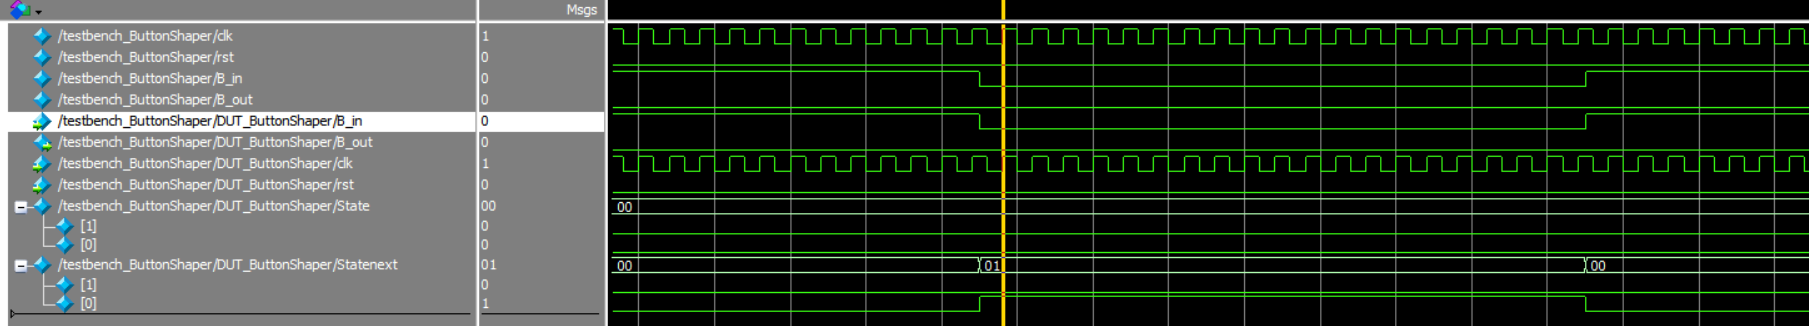 Msgs
/testbench_ButtonShaper/clk 1
/testbench_ButtonShaper/rst 0
/testbench_ButtonShaper/B_in 0
/testbench_ButtonShaper/B_out 0
/testbench_ButtonShaper/DUT_ButtonShaper/B_in 0
/testbench_ButtonShaper/DUT_ButtonShaper/B_out 0
/testbench_ButtonShaper/DUT_ButtonShaper/clk 1
/testbench_ButtonShaper/DUT_ButtonShaper/rst 0
/testbench_ButtonShaper/DUT_ButtonShaper/State 00 00
[1] 0
[0] 0
/testbench_ButtonShaper/DUT_ButtonShaper/Statenext 01 00 01 00
[1] 0
[0] 1